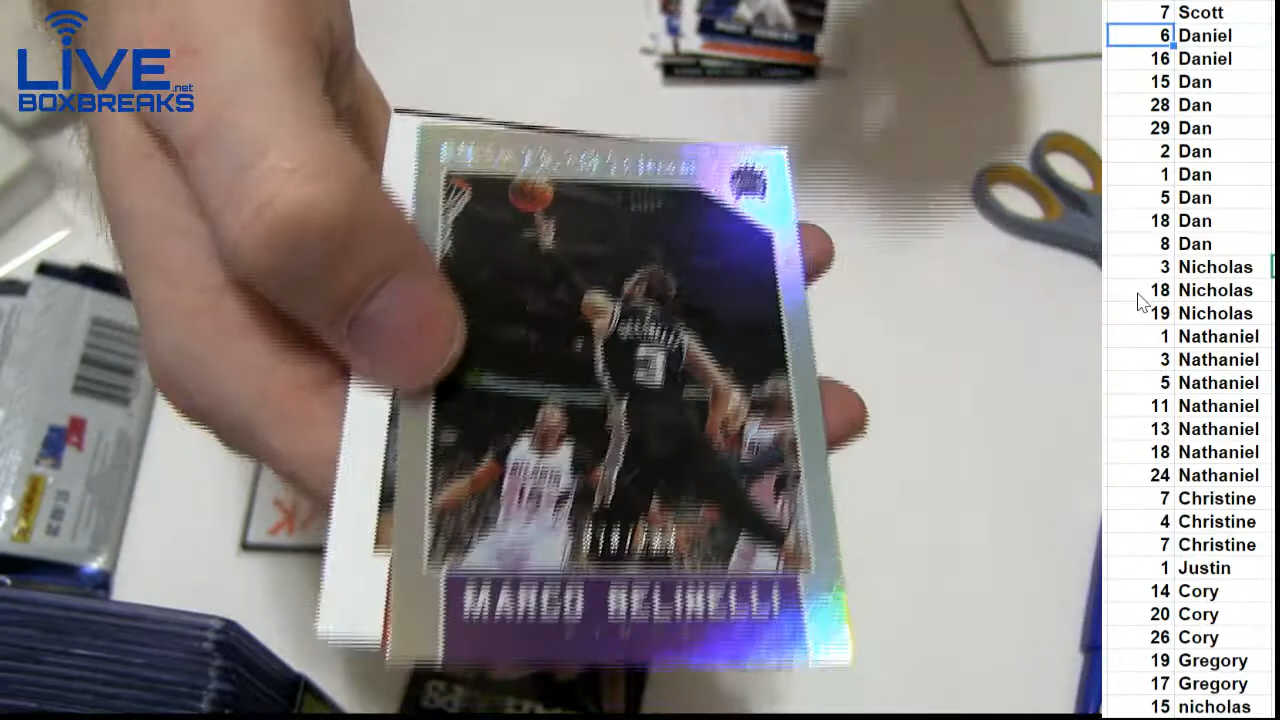 LIVE
.net
BOXBREAKS
MARCO BELINELLI
3
7 Scott
6 Daniel
16 Daniel
15 Dan
28 Dan
29 Dan
2 Dan
1 Dan
5 Dan
18 Dan
8 Dan
3 Nicholas
18 Nicholas
19 Nicholas
1 Nathaniel
3 Nathaniel
5 Nathaniel
11 Nathaniel
13 Nathaniel
18 Nathaniel
24 Nathaniel
7 Christine
4 Christine
7 Christine
1 Justin
14 Cory
20 Cory
26 Cory
19 Gregory
17 Gregory
15 nicholas